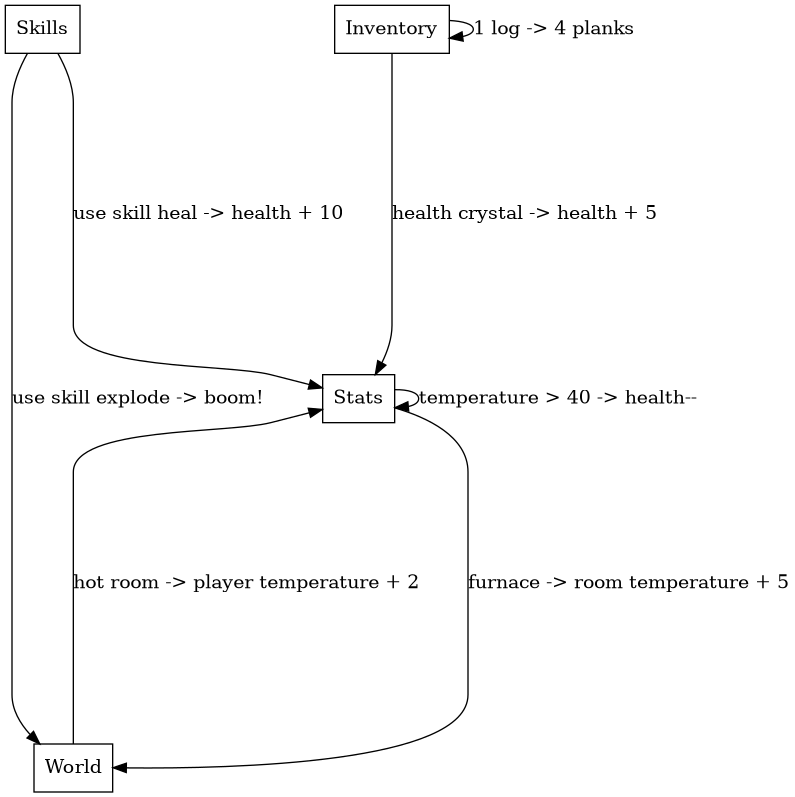 Skills
Inventory
1 log -> 4 planks
use skill heal -> health + 10
health crystal -> health + 5
use skill explode -> boom!
Stats
temperature > 40 -> health--
hot room -> player temperature + 2
furnace -> room temperature + 5
World